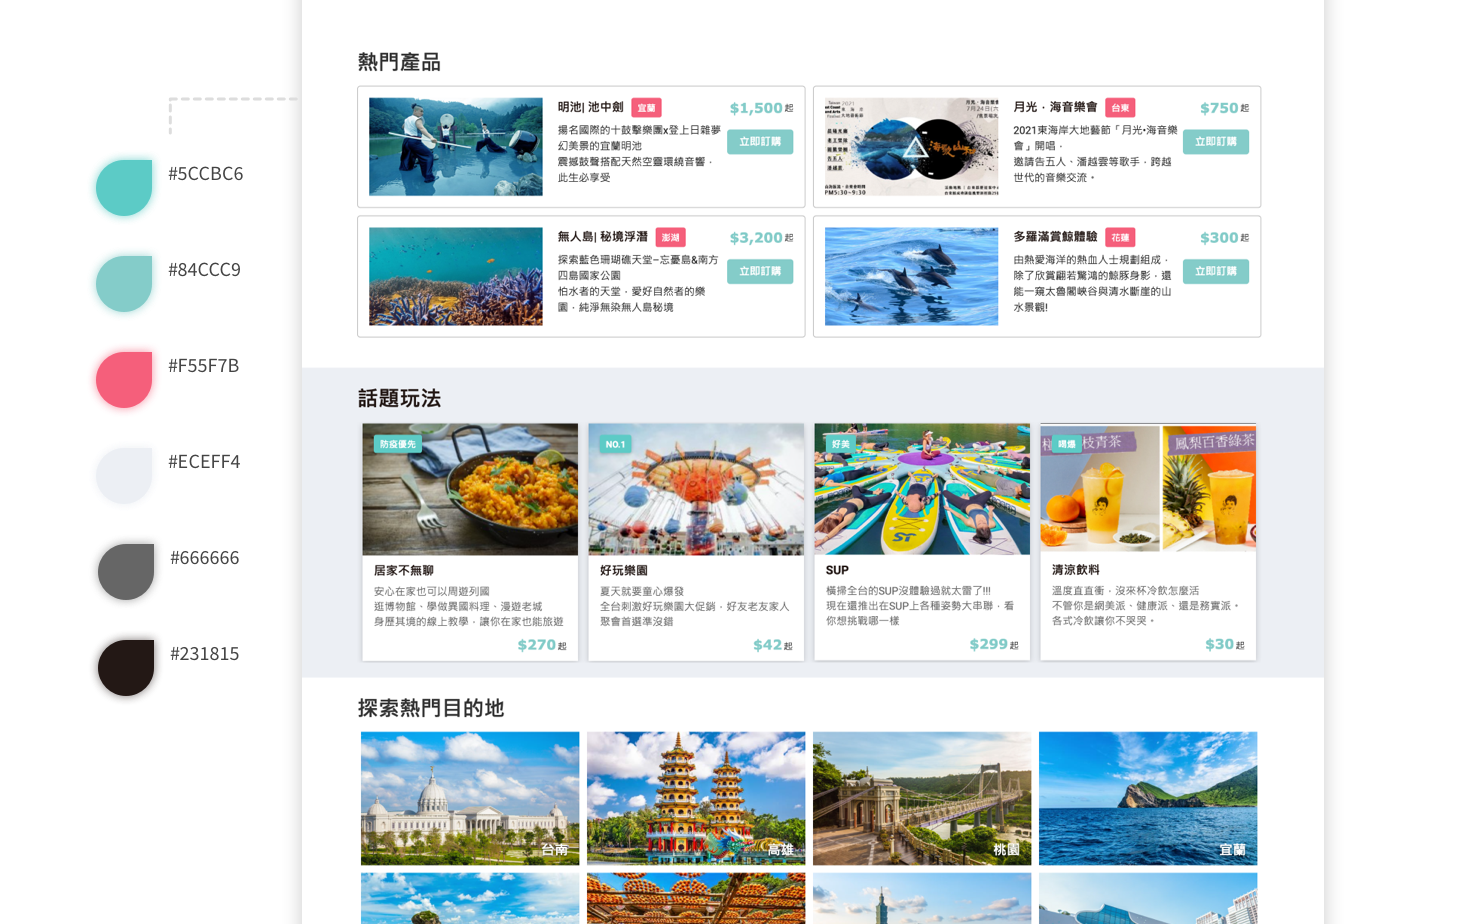 #5CCBC6
#84CCC9
#F55F7B
#ECEFF4
#666666
#231815
熱門產品
明池| 池中劍 宜蘭 $1,500起
揚名國際的十鼓擊樂團x登上日雜夢
幻美景的宜蘭明池
震撼鼓聲搭配天然空靈環繞音響，
此生必享受
立即訂購
月光．海音樂會 台東 $750起
2021東海岸大地藝節「月光•海音樂
會」開唱，
邀請告五人、潘越雲等歌手，跨越
世代的音樂交流。
立即訂購
PM5:30~9:30
無人島| 秘境浮潛 澎湖 $3,200起
探索藍色珊瑚礁天堂–忘憂島&南方
四島國家公園
怕水者的天堂，愛好自然者的樂
園，純淨無染無人島秘境
立即訂購
多羅滿賞鯨體驗 花蓮 $300起
由熱愛海洋的熱血人士規劃組成，
除了欣賞翩若驚鴻的鯨豚身影，還
能一窺太魯閣峽谷與清水斷崖的山
水景觀!
立即訂購
話題玩法
防疫優先
居家不無聊
安心在家也可以周遊列國
逛博物館、學做異國料理、漫遊老城
身歷其境的線上教學，讓你在家也能旅遊
$270起
NO.1
好玩樂園
夏天就要童心爆發
全台刺激好玩樂園大促銷，好友老友家人
聚會首選準沒錯
$42起
好美
SUP
橫掃全台的SUP沒體驗過就太雷了!!!
現在還推出在SUP上各種姿勢大串聯，看
你想挑戰哪一樣
$299起
喝爆
枝青茶
鳳梨百香綠茶
清涼飲料
溫度直直衝，沒來杯冷飲怎麼活
不管你是網美派、健康派、還是務實派。
各式冷飲讓你不哭哭。
$30起
探索熱門目的地
台南
高雄
桃園
宜蘭